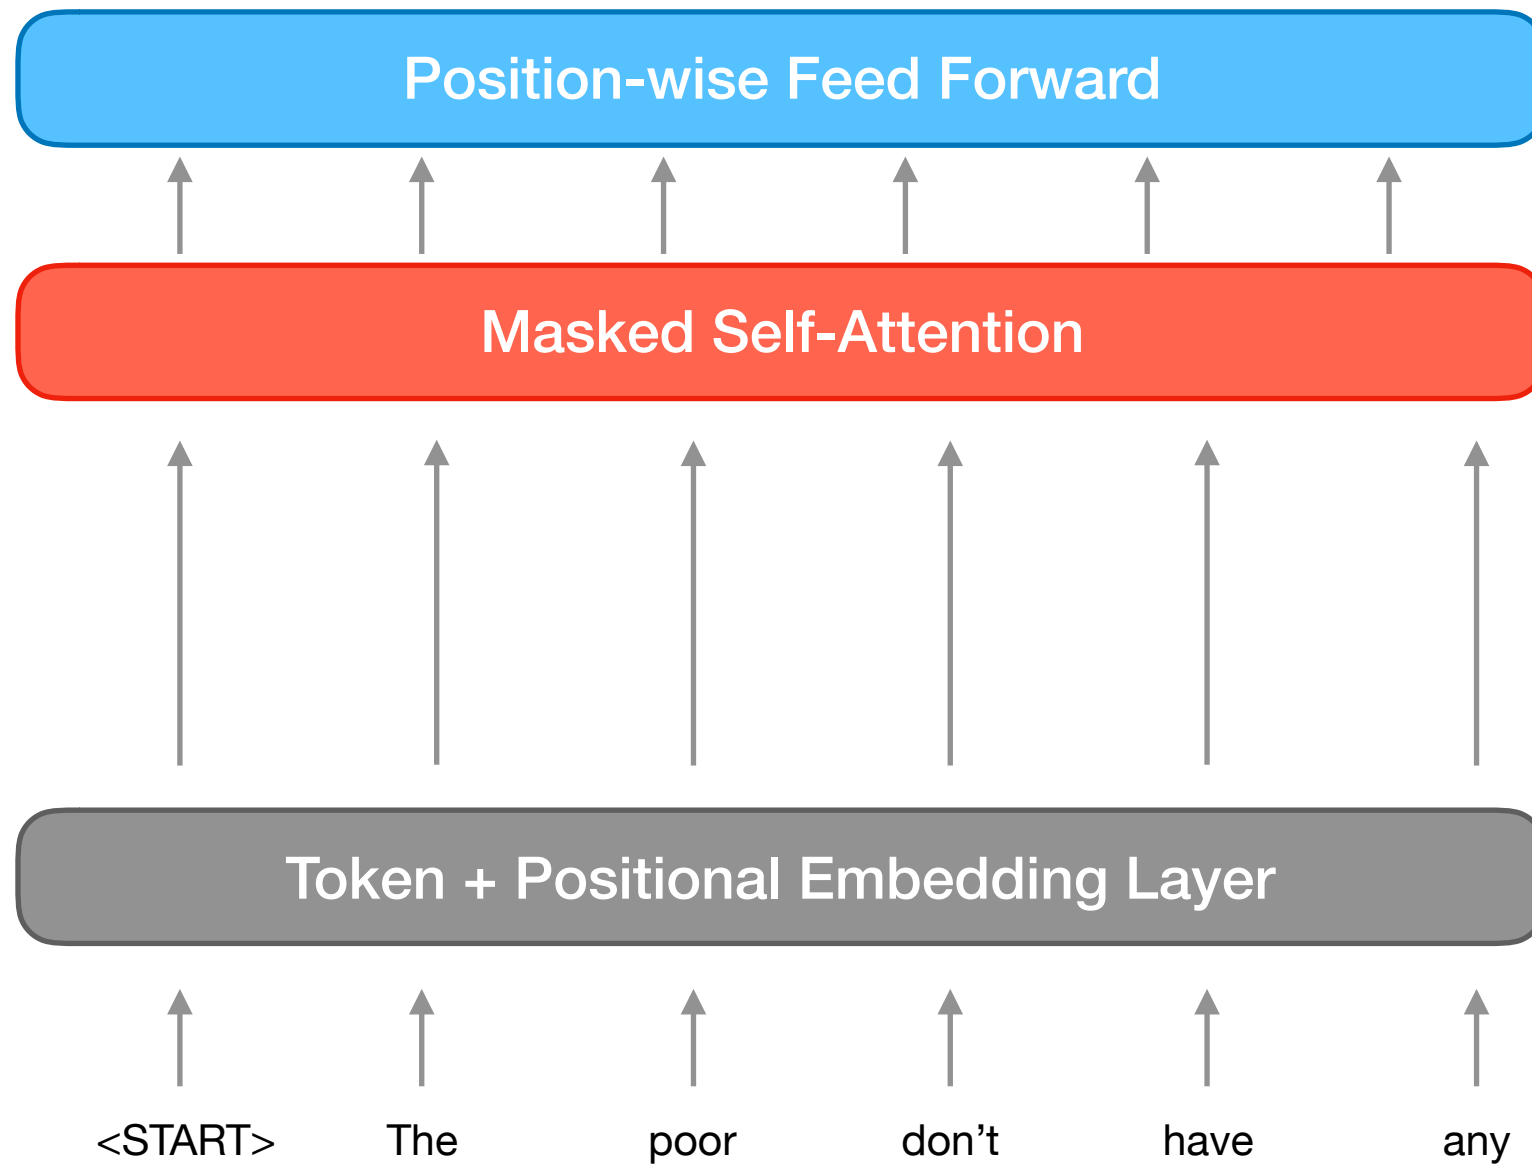 Position-wise Feed Forward
Masked Self-Attention
Token + Positional Embedding Layer
<START> The poor don’t have any